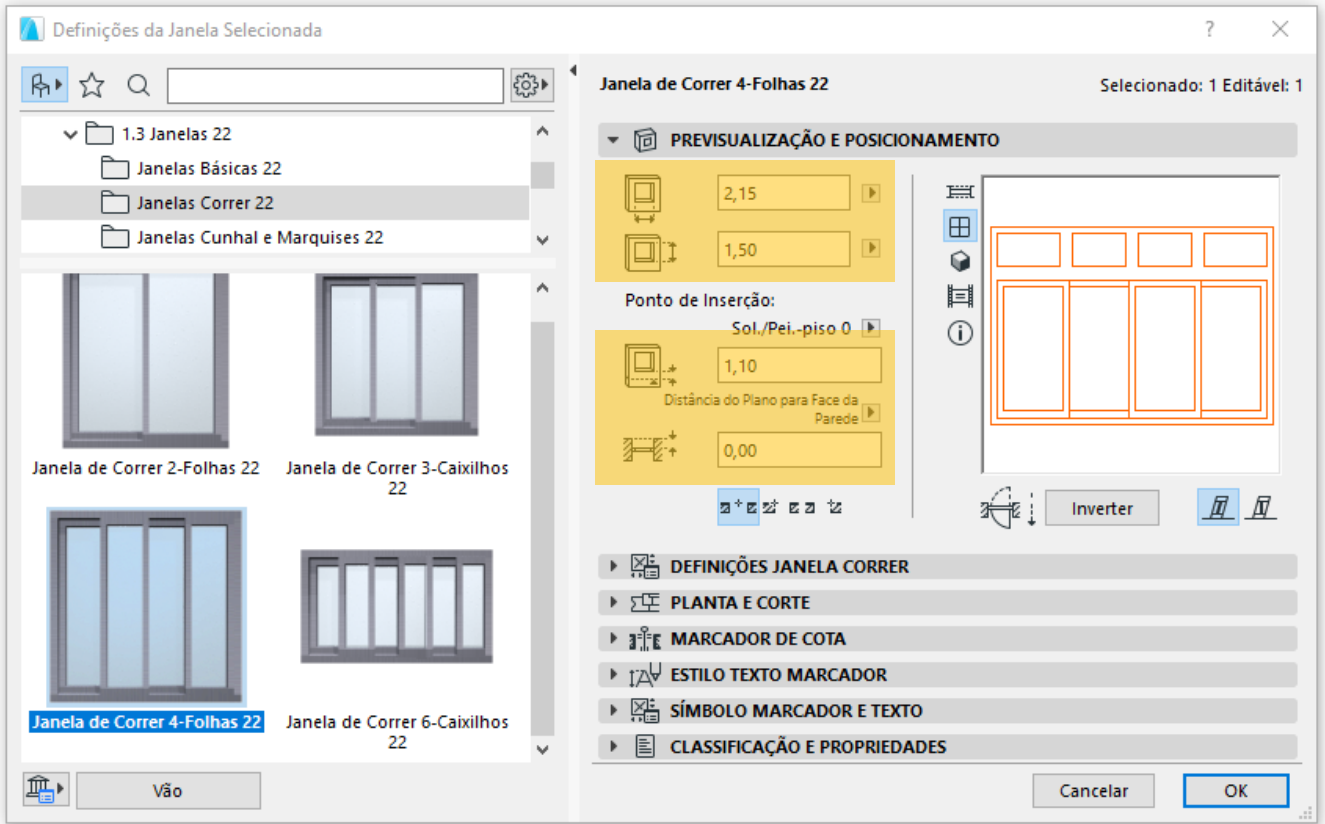 Definições da Janela Selecionada
?
1.3 Janelas 22
Janelas Básicas 22
Janelas Correr 22
Janelas Cunhal e Marquises 22
Janela de Correr 2-Folhas 22
Janela de Correr 3-Caixilhos
22
Janela de Correr 4-Folhas 22
Janela de Correr 6-Caixilhos
22
Vão
Janela de Correr 4-Folhas 22
Selecionado: 1 Editável: 1
PREVISUALIZAÇÃO E POSICIONAMENTO
2,15
1,50
Ponto de Inserção:
Sol./Pei.-piso 0
1,10
Distância do Plano para Face da
Parede
0,00
Inverter
DEFINIÇÕES JANELA CORRER
PLANTA E CORTE
MARCADOR DE COTA
ESTILO TEXTO MARCADOR
SÍMBOLO MARCADOR E TEXTO
CLASSIFICAÇÃO E PROPRIEDADES
Cancelar
OK